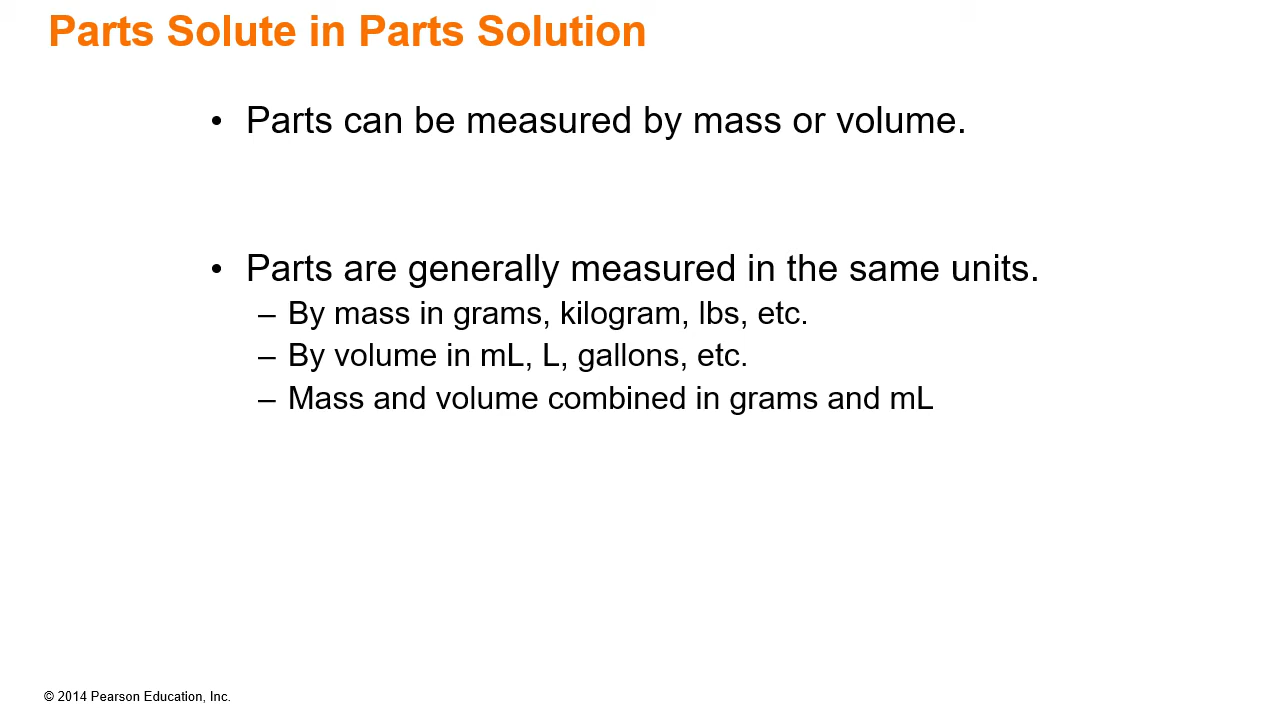 Parts Solute in Parts Solution
• Parts can be measured by mass or volume.
• Parts are generally measured in the same units.
– By mass in grams, kilogram, lbs, etc.
– By volume in mL, L, gallons, etc.
– Mass and volume combined in grams and mL
© 2014 Pearson Education, Inc.